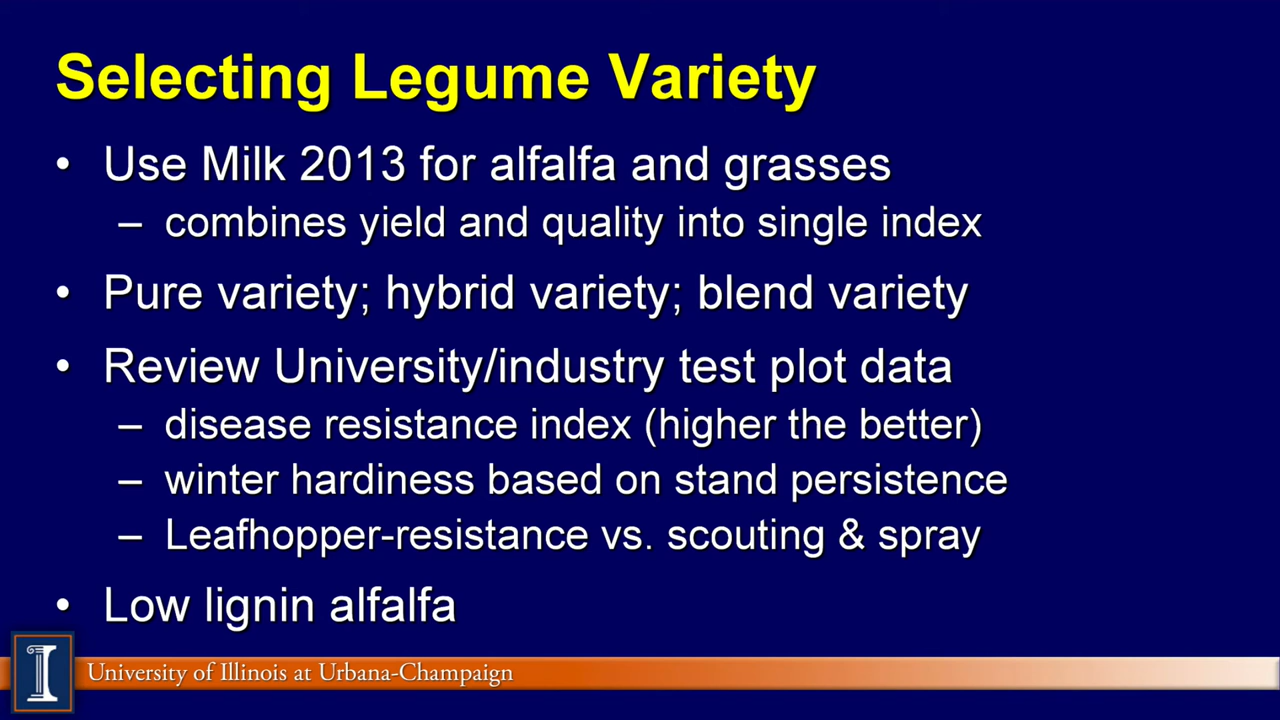 Selecting Legume Variety
• Use Milk 2013 for alfalfa and grasses
– combines yield and quality into single index
• Pure variety; hybrid variety; blend variety
• Review University/industry test plot data
– disease resistance index (higher the better)
– winter hardiness based on stand persistence
– Leafhopper-resistance vs. scouting & spray
• Low lignin alfalfa
I
University of Illinois at Urbana-Champaign